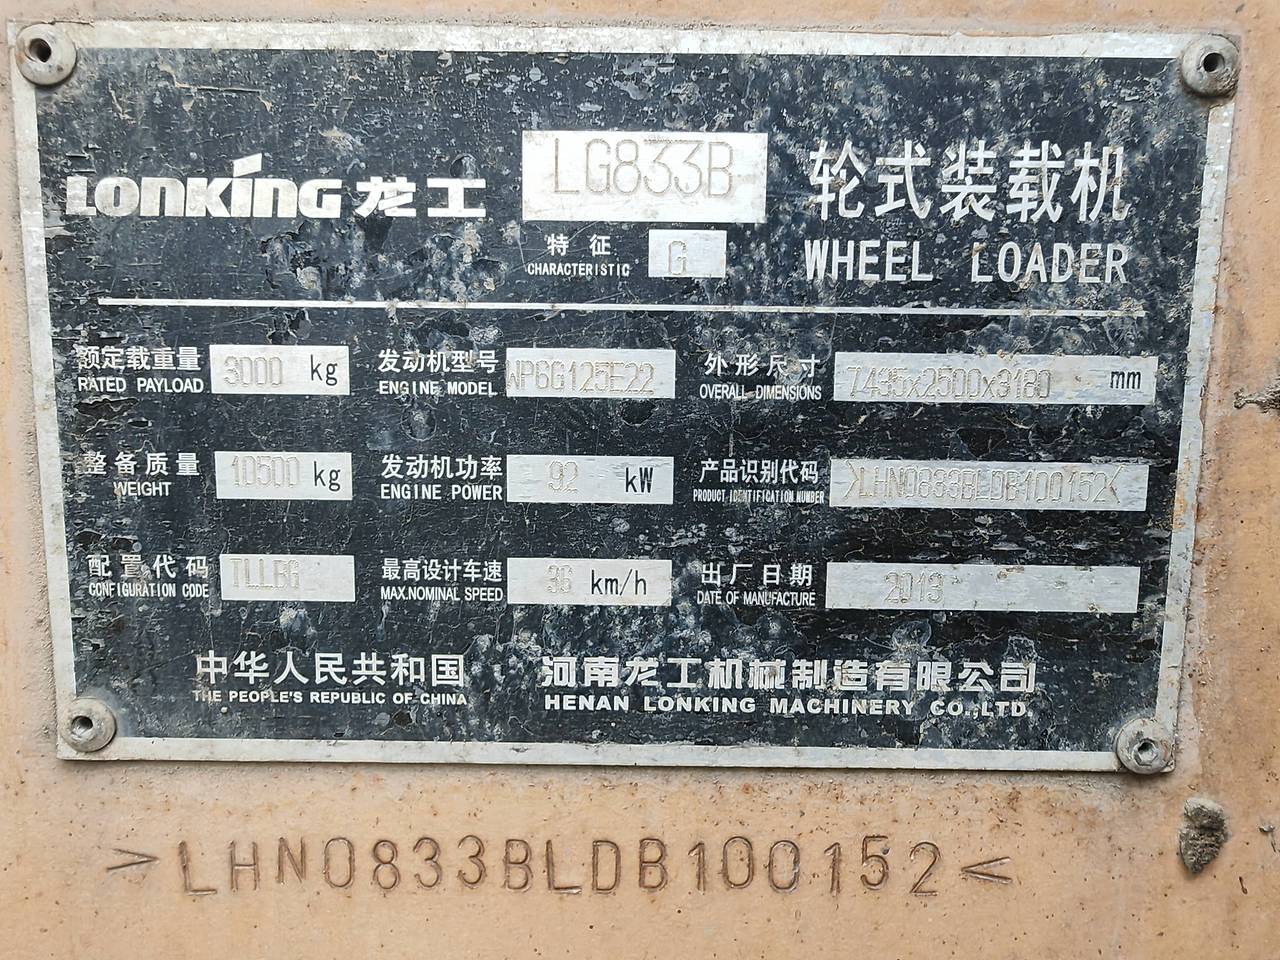 LONKING 龙工 LG833B 轮式装载机
特征 CHARACTERISTIC G WHEEL LOADER
额定载重量 RATED PAYLOAD 3000 kg
发动机型号 ENGINE MODEL WP6G125E22
外形尺寸 OVERALL DIMENSIONS 7435x2500x3180 mm
整备质量 WEIGHT 10500 kg
发动机功率 ENGINE POWER 92 kW
产品识别代码 PRODUCT IDENTIFICATION NUMBER >LHN0833BLDB100152<
配置代码 CONFIGURATION CODE TLLBG
最高设计车速 MAX.NOMINAL SPEED 36 km/h
出厂日期 DATE OF MANUFACTURE 2013
中华人民共和国 河南龙工机械制造有限公司
THE PEOPLE'S REPUBLIC OF CHINA HENAN LONKING MACHINERY CO.,LTD.
>LHN0833BLDB100152<